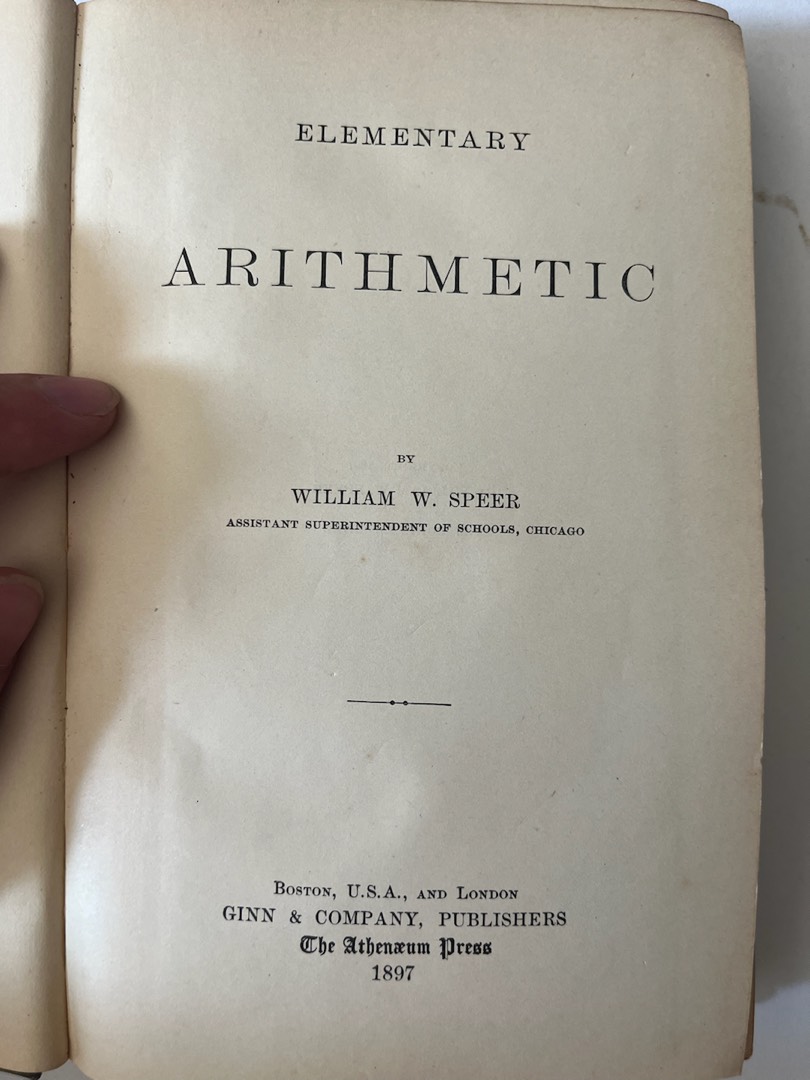 ELEMENTARY
ARITHMETIC
BY
WILLIAM W. SPEER
ASSISTANT SUPERINTENDENT OF SCHOOLS, CHICAGO
BOSTON, U.S.A., AND LONDON
GINN & COMPANY, PUBLISHERS
The Athenæum Press
1897